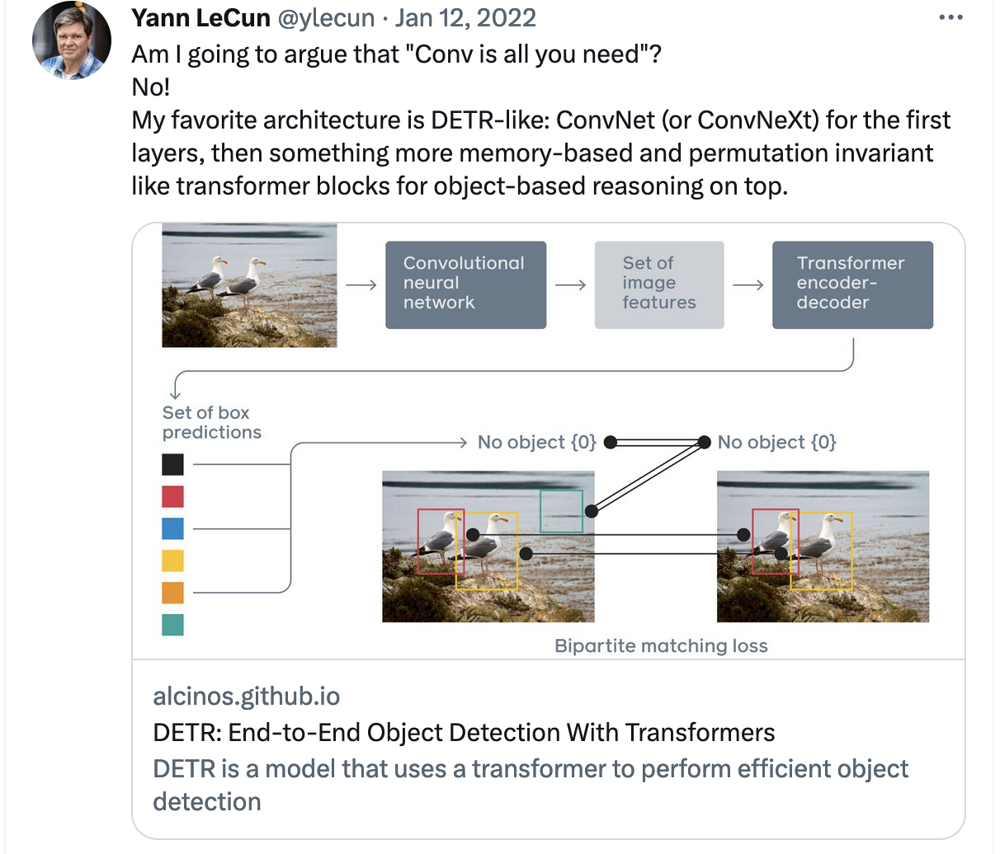 Yann LeCun @ylecun · Jan 12, 2022
Am I going to argue that "Conv is all you need"?
No!
My favorite architecture is DETR-like: ConvNet (or ConvNeXt) for the first
layers, then something more memory-based and permutation invariant
like transformer blocks for object-based reasoning on top.
Convolutional
neural
network
Set of
image
features
Transformer
encoder-
decoder
Set of box
predictions
No object {0}
No object {0}
Bipartite matching loss
alcinos.github.io
DETR: End-to-End Object Detection With Transformers
DETR is a model that uses a transformer to perform efficient object
detection